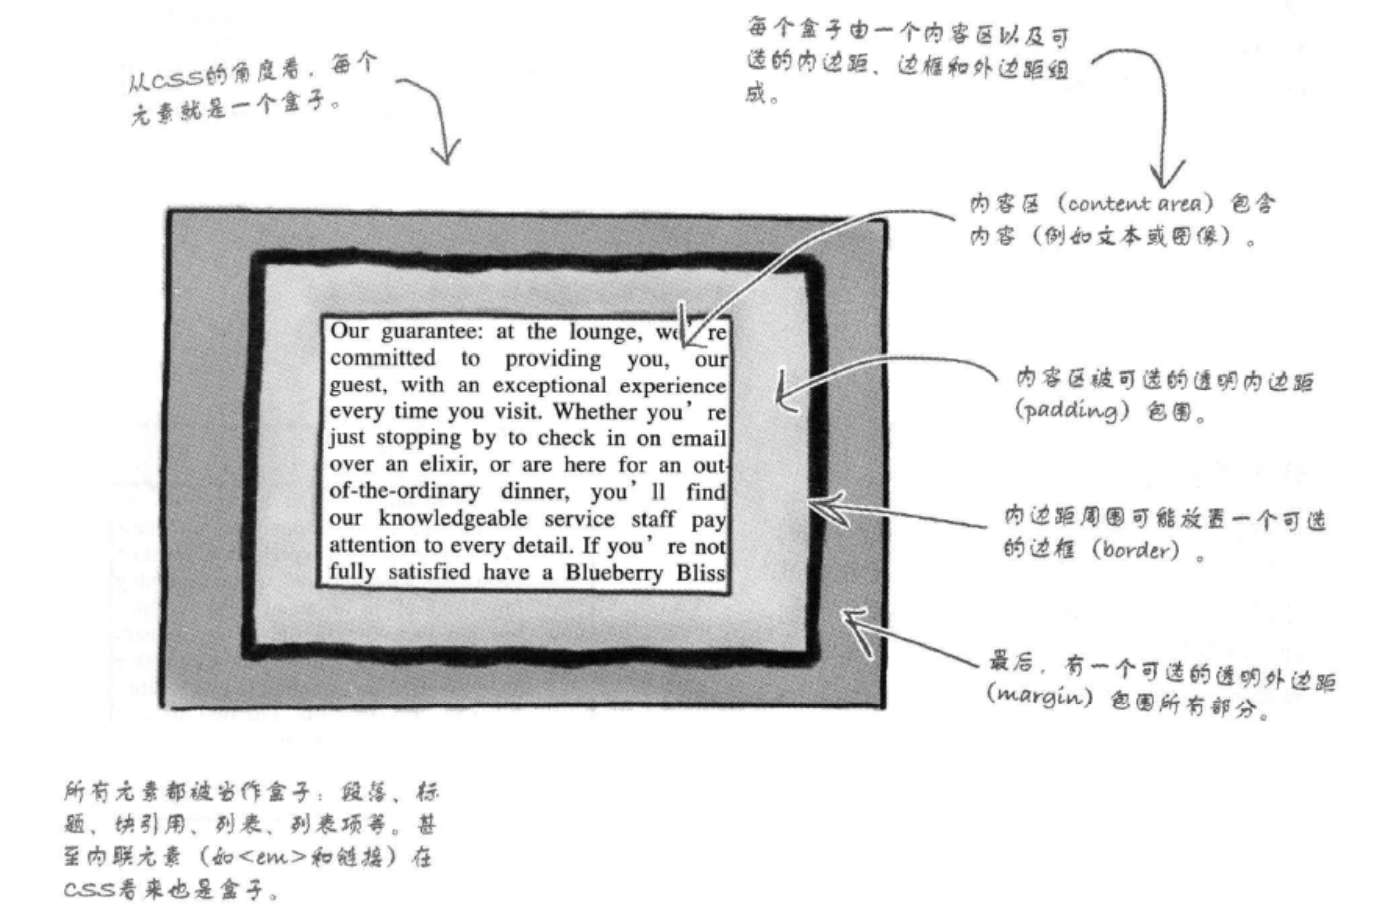 从CSS的角度看，每个
元素就是一个盒子。
每个盒子由一个内容区以及可
选的内边距、边框和外边距组
成。
内容区（content area）包含
内容（例如文本或图像）。
Our guarantee: at the lounge, we’re
committed to providing you, our
guest, with an exceptional experience
every time you visit. Whether you’re
just stopping by to check in on email
over an elixir, or are here for an out-
of-the-ordinary dinner, you’ll find
our knowledgeable service staff pay
attention to every detail. If you’re not
fully satisfied have a Blueberry Bliss
内容区被可选的透明内边距
（padding）包围。
内边距周围可能放置一个可选
的边框（border）。
最后，有一个可选的透明外边距
（margin）包围所有部分。
所有元素都被当作盒子：段落、标
题、块引用、列表、列表项等。甚
至内联元素（如<em>和链接）在
CSS看来也是盒子。